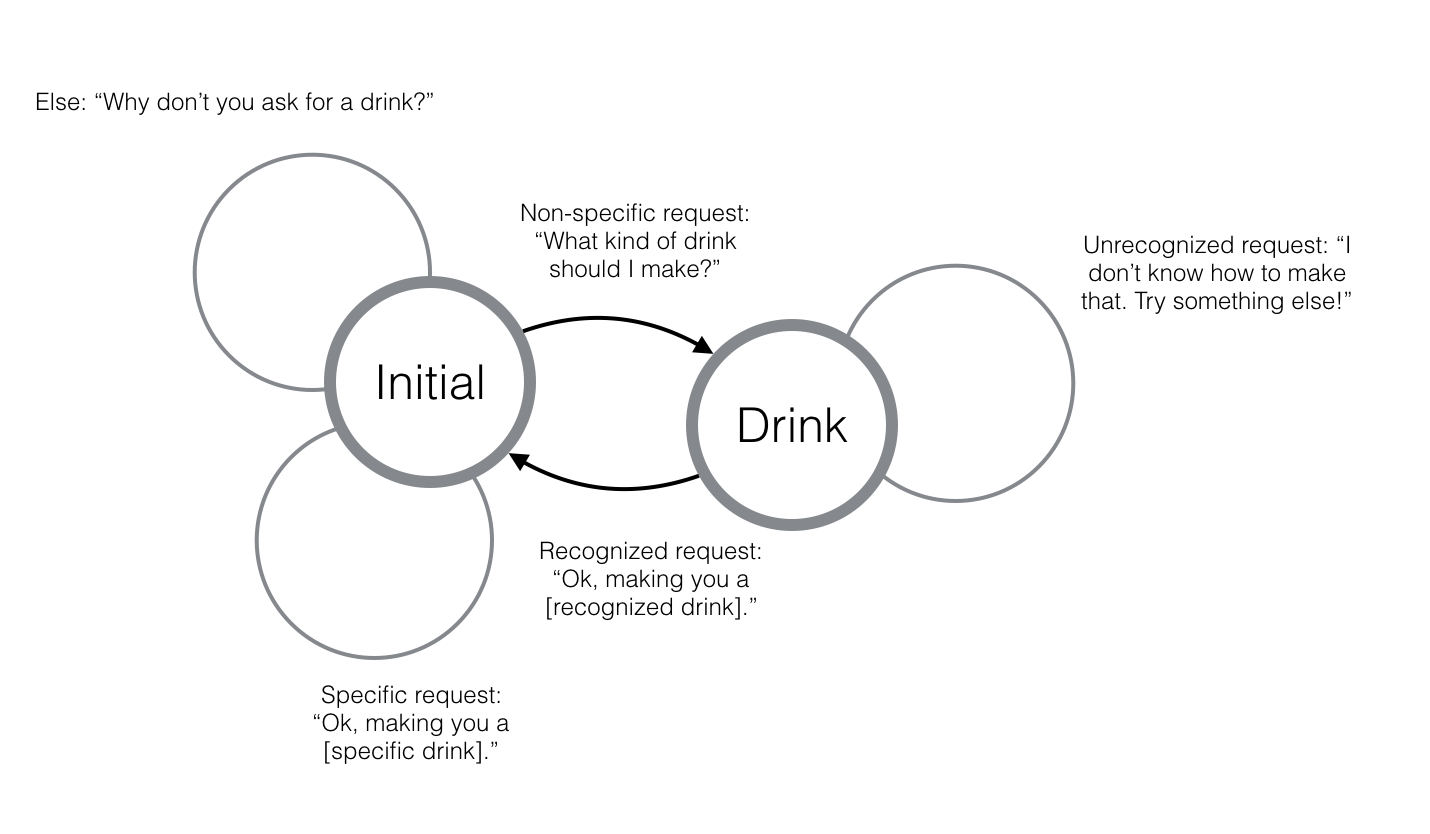 Else: “Why don’t you ask for a drink?”
Non-specific request:
“What kind of drink
should I make?”
Unrecognized request: “I
don’t know how to make
that. Try something else!”
Initial
Drink
Recognized request:
“Ok, making you a
[recognized drink].”
Specific request:
“Ok, making you a
[specific drink].”